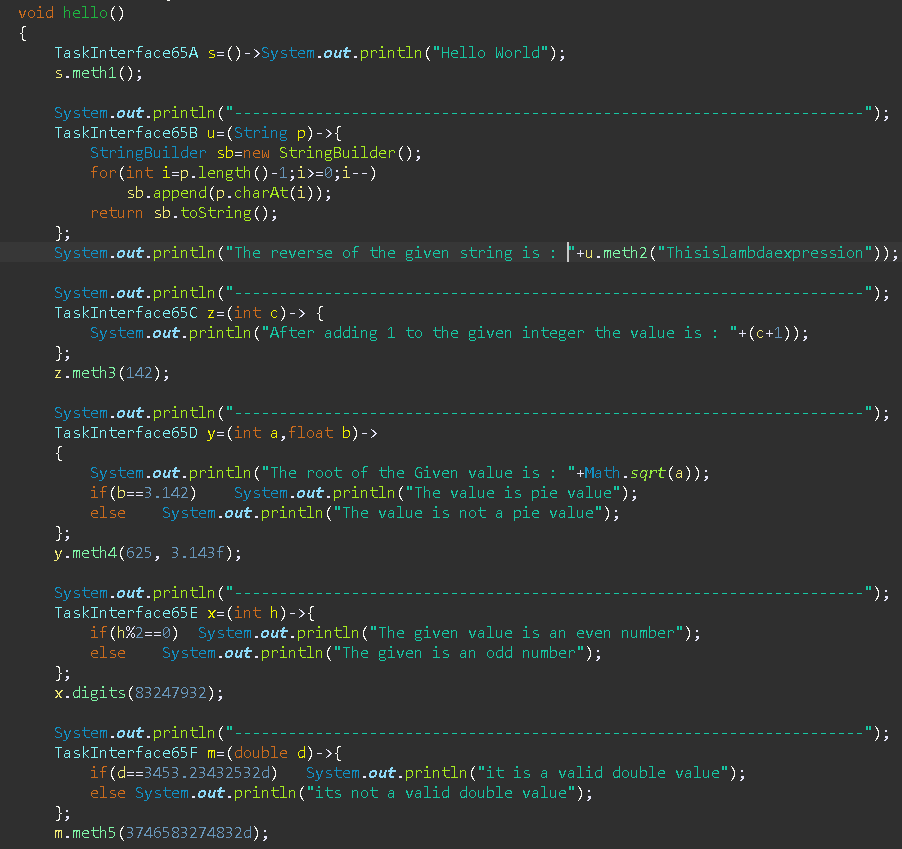 void hello()
{
    TaskInterface65A s=()->System.out.println("Hello World");
    s.meth1();
    System.out.println("----------------------------------------------------------------------");
    TaskInterface65B u=(String p)->{
        StringBuilder sb=new StringBuilder();
        for(int i=p.length()-1;i>=0;i--)
            sb.append(p.charAt(i));
        return sb.toString();
    };
    System.out.println("The reverse of the given string is : "+u.meth2("Thisislambdaexpression"));
    System.out.println("----------------------------------------------------------------------");
    TaskInterface65C z=(int c)-> {
        System.out.println("After adding 1 to the given integer the value is : "+(c+1));
    };
    z.meth3(142);
    System.out.println("----------------------------------------------------------------------");
    TaskInterface65D y=(int a,float b)->
    {
        System.out.println("The root of the Given value is : "+Math.sqrt(a));
        if(b==3.142)    System.out.println("The value is pie value");
        else    System.out.println("The value is not a pie value");
    };
    y.meth4(625, 3.143f);
    System.out.println("----------------------------------------------------------------------");
    TaskInterface65E x=(int h)->{
        if(h%2==0)  System.out.println("The given value is an even number");
        else    System.out.println("The given is an odd number");
    };
    x.digits(83247932);
    System.out.println("----------------------------------------------------------------------");
    TaskInterface65F m=(double d)->{
        if(d==3453.23432532d)   System.out.println("it is a valid double value");
        else System.out.println("its not a valid double value");
    };
    m.meth5(3746583274832d);